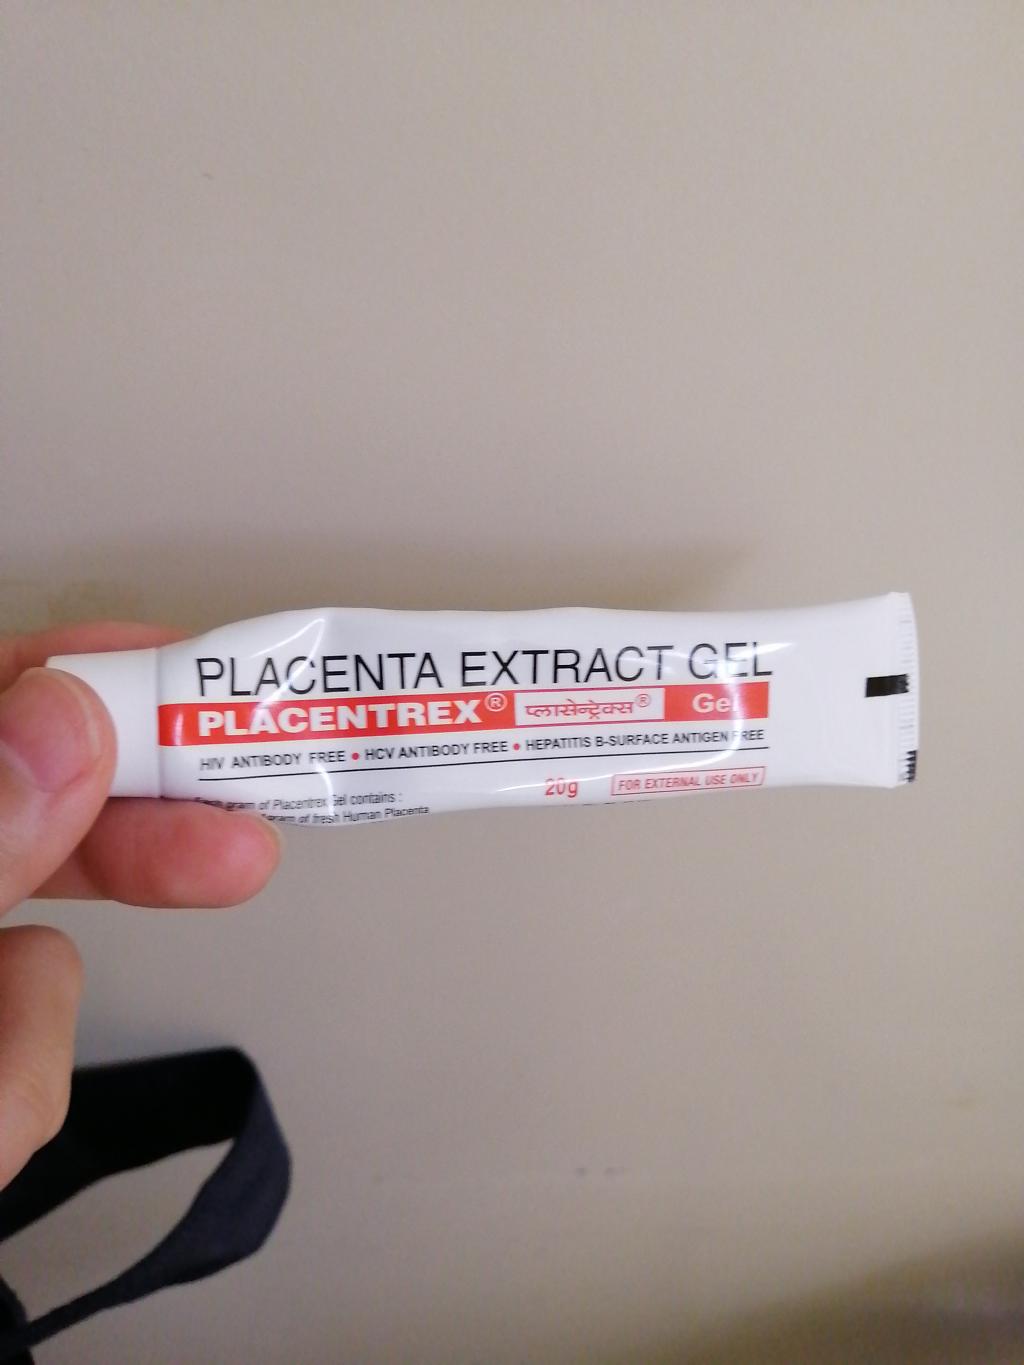 PLACENTA EXTRACT GEL
PLACENTREX® प्लासेन्ट्रेक्स® Gel
HIV ANTIBODY FREE • HCV ANTIBODY FREE • HEPATITIS B-SURFACE ANTIGEN FREE
20g FOR EXTERNAL USE ONLY
gram of Placentrex Gel contains :
of fresh Human Placenta